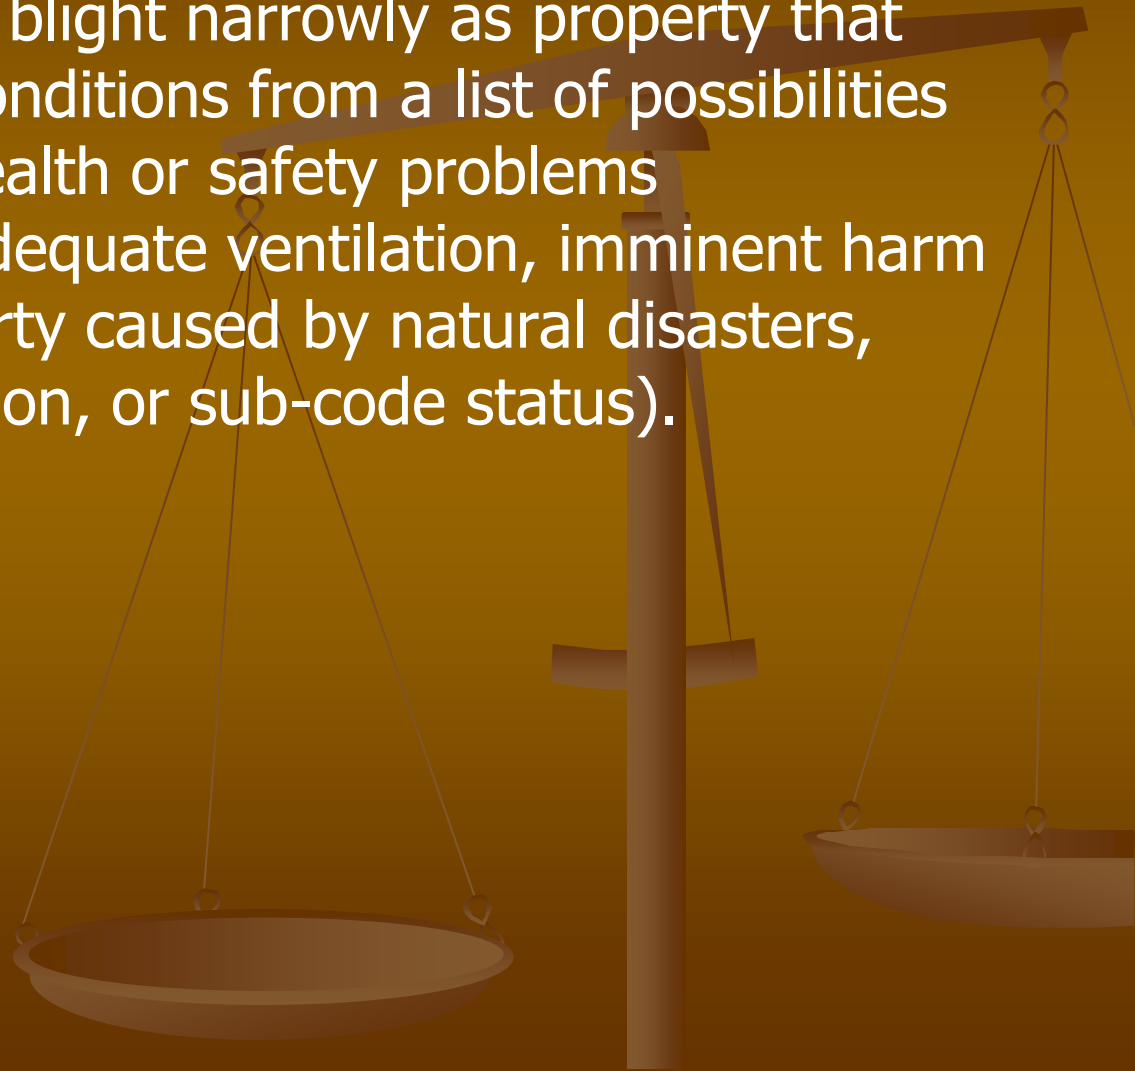 blight narrowly as property that
onditions from a list of possibilities
ealth or safety problems
dequate ventilation, imminent harm
rty caused by natural disasters,
on, or sub-code status).